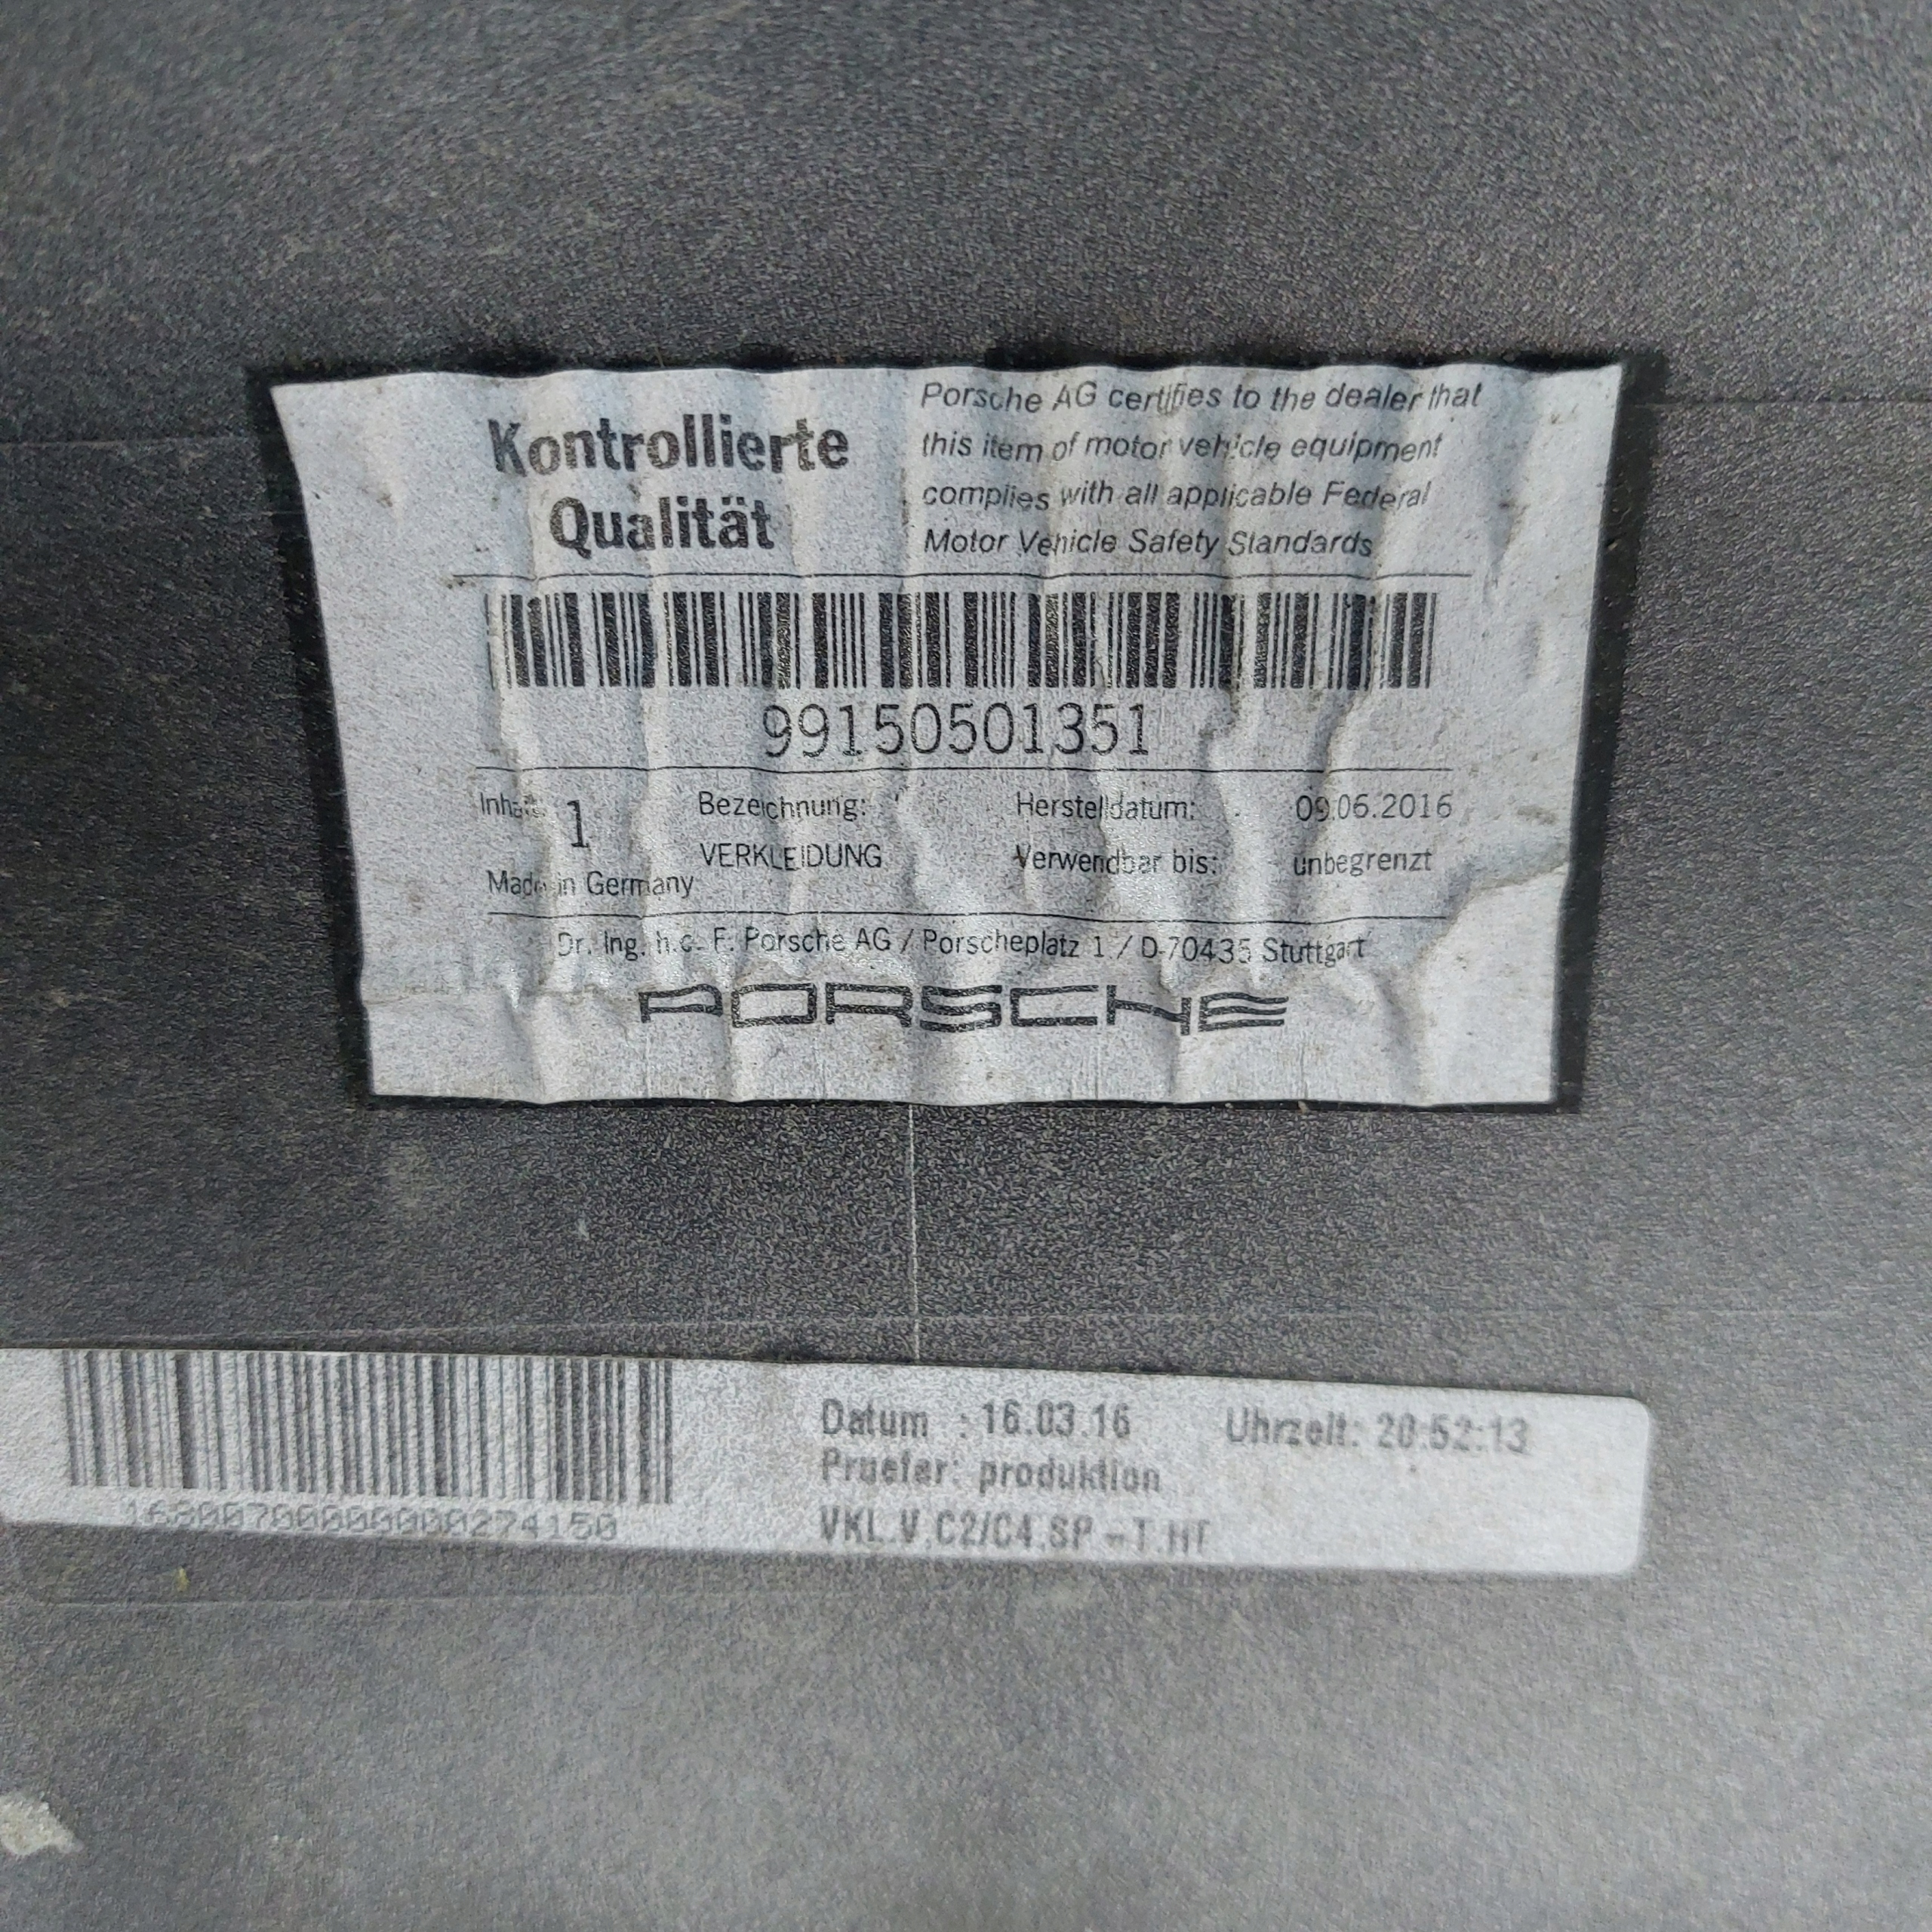 Kontrollierte
Qualität
Porsche AG certifies to the dealer that
this item of motor vehicle equipment
complies with all applicable Federal
Motor Vehicle Safety Standards
99150501351
Inhalt: 1
Made in Germany
Bezeichnung:
VERKLEIDUNG
Herstelldatum: 09.06.2016
Verwendbar bis: unbegrenzt
Dr. Ing. h.c. F. Porsche AG / Porscheplatz 1 / D-70435 Stuttgart
PORSCHE
Datum : 16.03.16 Uhrzeit: 20:52:13
Pruefer: produktion
VKL.V.C2/C4.SP -T.HT